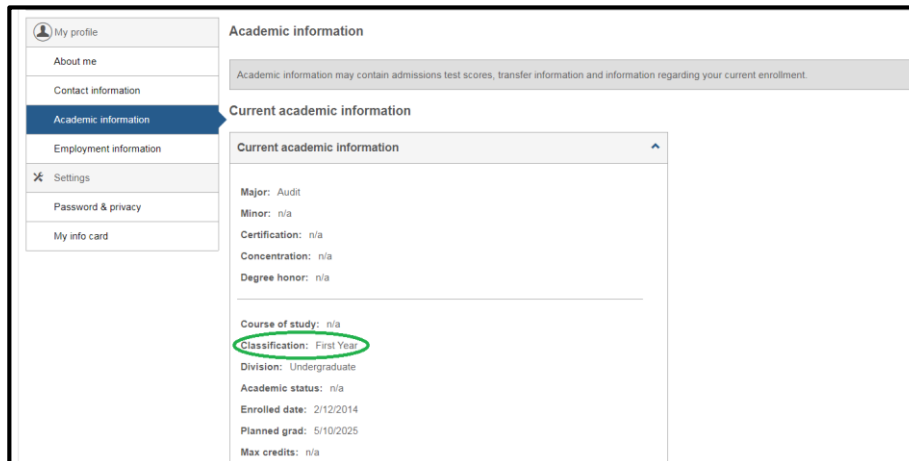 My profile
About me
Contact information
Academic information
Employment information
Settings
Password & privacy
My info card
Academic information
Academic information may contain admissions test scores, transfer information and information regarding your current enrollment.
Current academic information
Current academic information
Major: Audit
Minor: n/a
Certification: n/a
Concentration: n/a
Degree honor: n/a
Course of study: n/a
Classification: First Year
Division: Undergraduate
Academic status: n/a
Enrolled date: 2/12/2014
Planned grad: 5/10/2025
Max credits: n/a